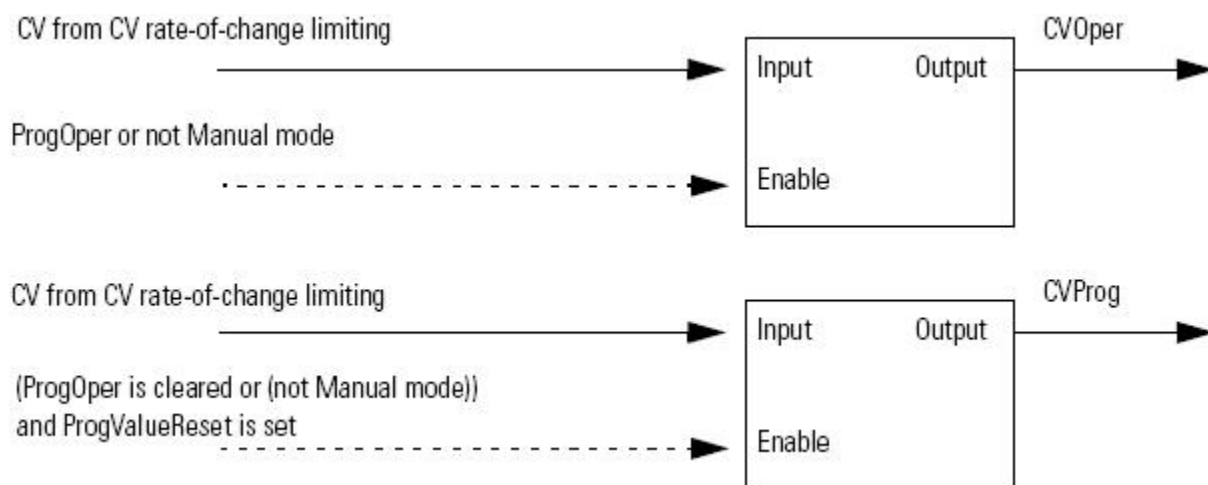 CV from CV rate-of-change limiting
CVOper
Input Output
ProgOper or not Manual mode
Enable
CV from CV rate-of-change limiting
CVProg
Input Output
(ProgOper is cleared or (not Manual mode))
and ProgValueReset is set
Enable